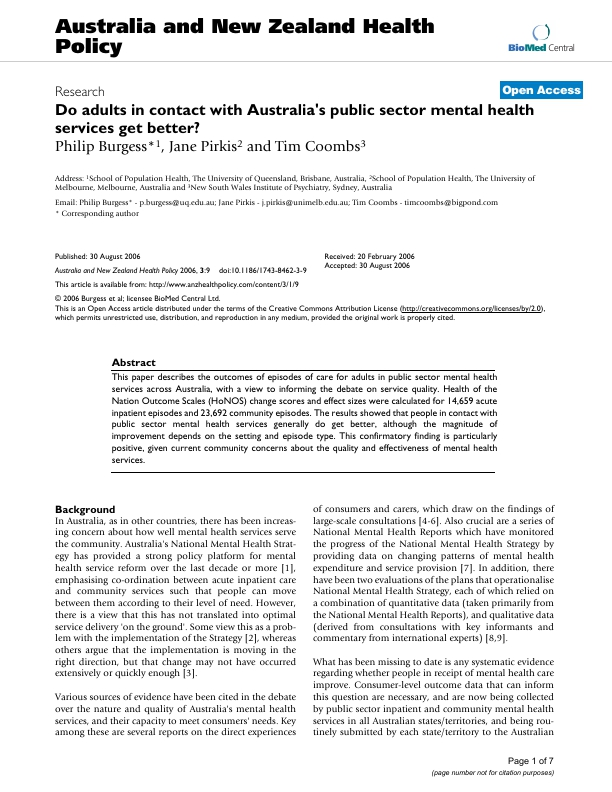 Australia and New Zealand Health
Policy
BioMed Central
Research
Open Access
Do adults in contact with Australia's public sector mental health
services get better?
Philip Burgess*1, Jane Pirkis2 and Tim Coombs3
Address: 1School of Population Health, The University of Queensland, Brisbane, Australia, 2School of Population Health, The University of
Melbourne, Melbourne, Australia and 3New South Wales Institute of Psychiatry, Sydney, Australia
Email: Philip Burgess* - p.burgess@uq.edu.au; Jane Pirkis - j.pirkis@unimelb.edu.au; Tim Coombs - timcoombs@bigpond.com
* Corresponding author
Published: 30 August 2006
Australia and New Zealand Health Policy 2006, 3:9 doi:10.1186/1743-8462-3-9
Received: 20 February 2006
Accepted: 30 August 2006
This article is available from: http://www.anzhealthpolicy.com/content/3/1/9
© 2006 Burgess et al; licensee BioMed Central Ltd.
This is an Open Access article distributed under the terms of the Creative Commons Attribution License (http://creativecommons.org/licenses/by/2.0),
which permits unrestricted use, distribution, and reproduction in any medium, provided the original work is properly cited.
Abstract
This paper describes the outcomes of episodes of care for adults in public sector mental health
services across Australia, with a view to informing the debate on service quality. Health of the
Nation Outcome Scales (HoNOS) change scores and effect sizes were calculated for 14,659 acute
inpatient episodes and 23,692 community episodes. The results showed that people in contact with
public sector mental health services generally do get better, although the magnitude of
improvement depends on the setting and episode type. This confirmatory finding is particularly
positive, given current community concerns about the quality and effectiveness of mental health
services.
Background
In Australia, as in other countries, there has been increas-
ing concern about how well mental health services serve
the community. Australia's National Mental Health Strat-
egy has provided a strong policy platform for mental
health service reform over the last decade or more [1],
emphasising co-ordination between acute inpatient care
and community services such that people can move
between them according to their level of need. However,
there is a view that this has not translated into optimal
service delivery 'on the ground'. Some view this as a prob-
lem with the implementation of the Strategy [2], whereas
others argue that the implementation is moving in the
right direction, but that change may not have occurred
extensively or quickly enough [3].
Various sources of evidence have been cited in the debate
over the nature and quality of Australia's mental health
services, and their capacity to meet consumers' needs. Key
among these are several reports on the direct experiences
of consumers and carers, which draw on the findings of
large-scale consultations [4-6]. Also crucial are a series of
National Mental Health Reports which have monitored
the progress of the National Mental Health Strategy by
providing data on changing patterns of mental health
expenditure and service provision [7]. In addition, there
have been two evaluations of the plans that operationalise
National Mental Health Strategy, each of which relied on
a combination of quantitative data (taken primarily from
the National Mental Health Reports), and qualitative data
(derived from consultations with key informants and
commentary from international experts) [8,9].
What has been missing to date is any systematic evidence
regarding whether people in receipt of mental health care
improve. Consumer-level outcome data that can inform
this question are necessary, and are now being collected
by public sector inpatient and community mental health
services in all Australian states/territories, and being rou-
tinely submitted by each state/territory to the Australian
Page 1 of 7
(page number not for citation purposes)